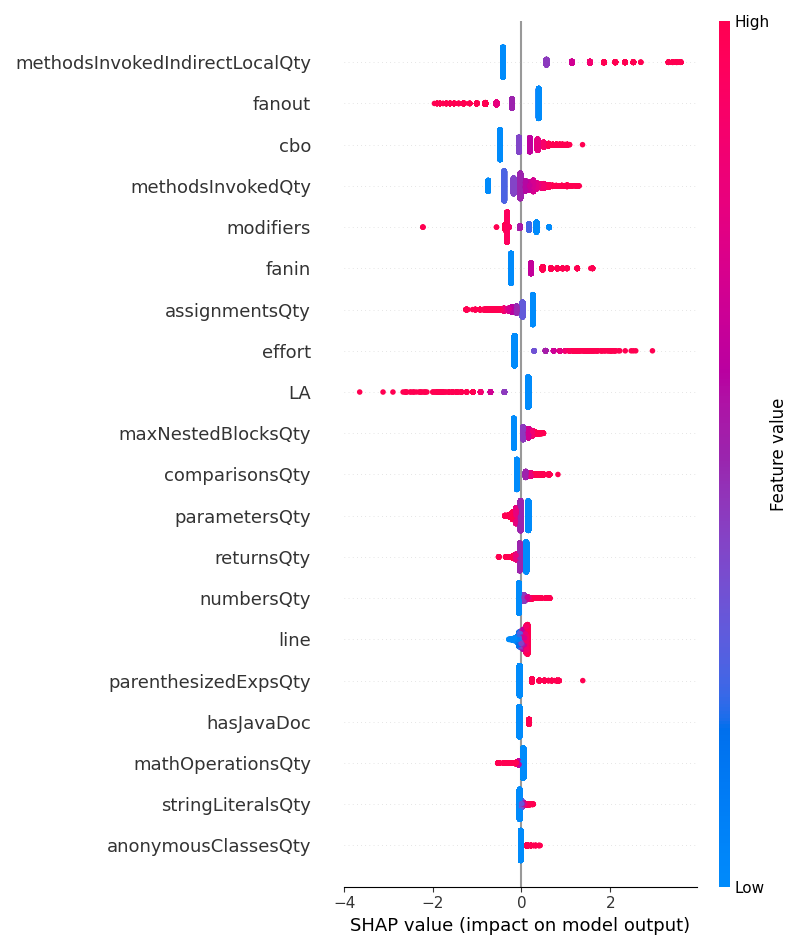 High
methodsInvokedIndirectLocalQty
fanout
cbo
methodsInvokedQty
modifiers
fanin
assignmentsQty
effort
LA
maxNestedBlocksQty
comparisonsQty
parametersQty
returnsQty
numbersQty
line
parenthesizedExpsQty
hasJavaDoc
mathOperationsQty
stringLiteralsQty
anonymousClassesQty
Feature value
Low
−4 −2 0 2
SHAP value (impact on model output)